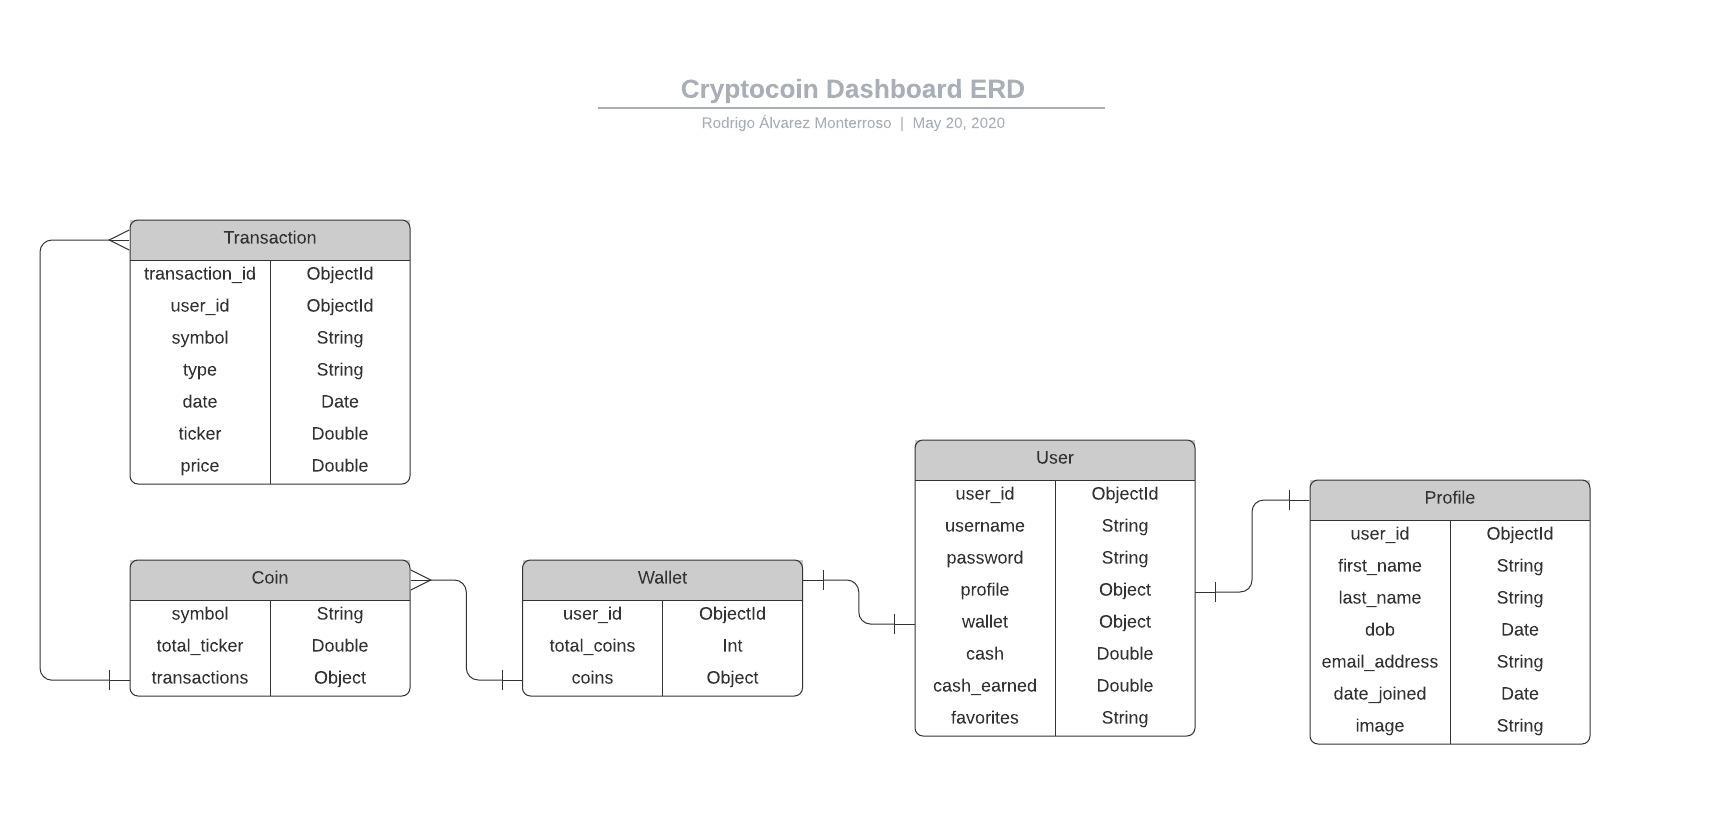 Cryptocoin Dashboard ERD
Rodrigo Álvarez Monterroso | May 20, 2020
Transaction
transaction_id ObjectId
user_id ObjectId
symbol String
type String
date Date
ticker Double
price Double
Coin
symbol String
total_ticker Double
transactions Object
Wallet
user_id ObjectId
total_coins Int
coins Object
User
user_id ObjectId
username String
password String
profile Object
wallet Object
cash Double
cash_earned Double
favorites String
Profile
user_id ObjectId
first_name String
last_name String
dob Date
email_address String
date_joined Date
image String